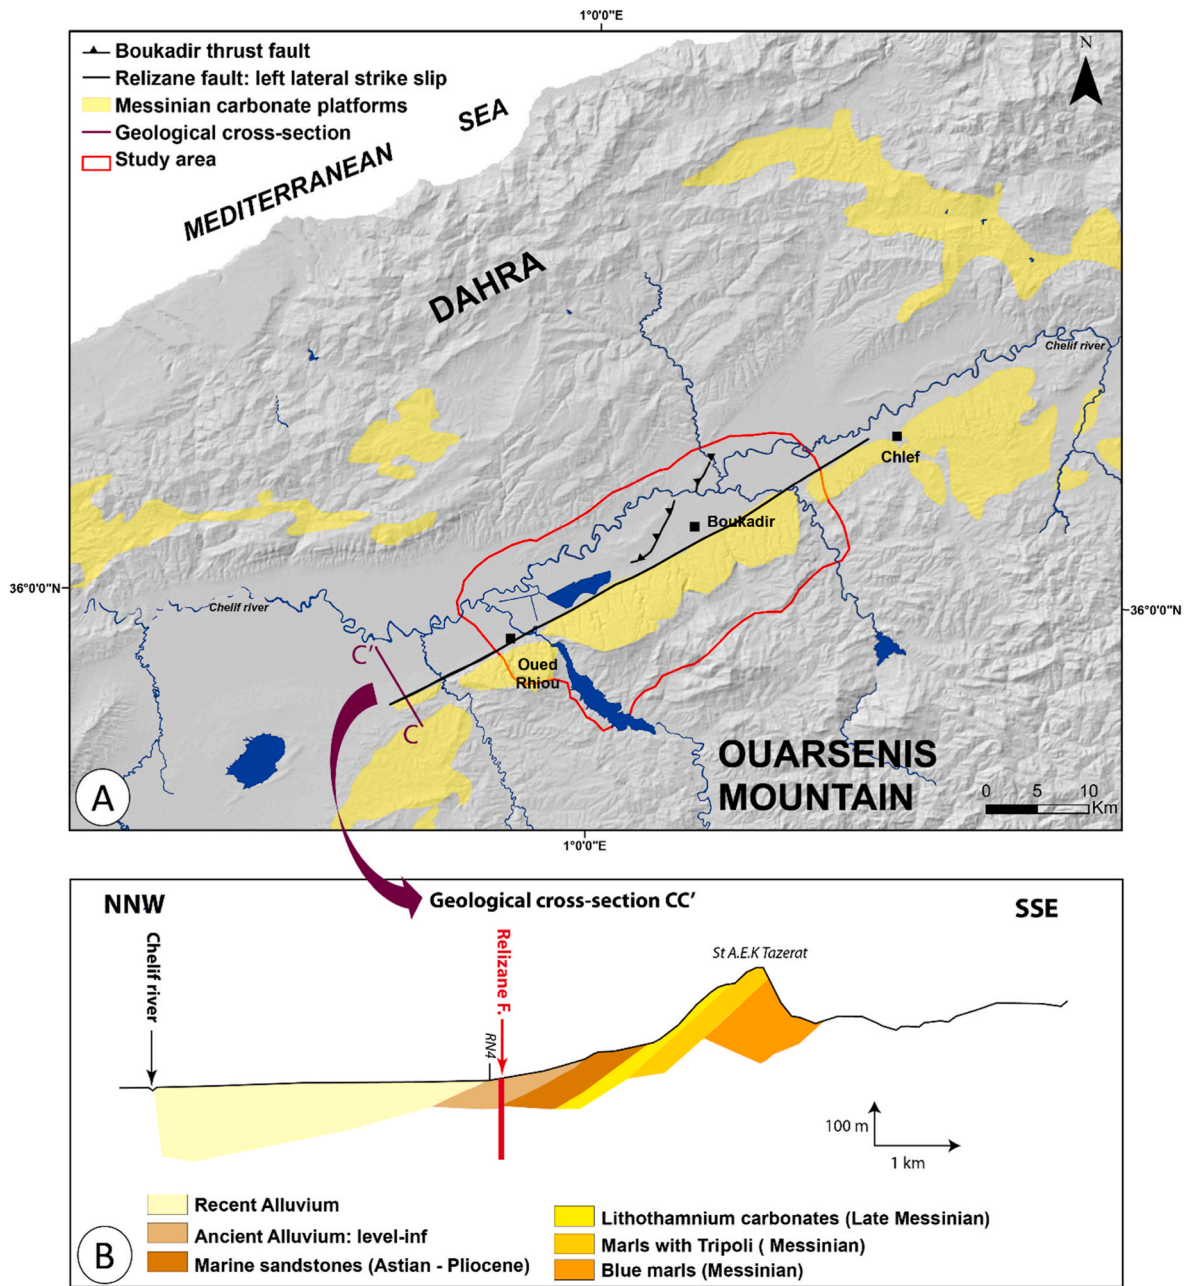 1°0'0"E
Boukadir thrust fault
Relizane fault: left lateral strike slip
Messinian carbonate platforms
Geological cross-section
Study area
N
MEDITERRANEAN SEA
DAHRA
Chelif river
Chlef
Boukadir
36°0'0"N
36°0'0"N
Chelif river
C'
Oued
Rhiou
C
OUARSENIS
MOUNTAIN
0 5 10
Km
A
1°0'0"E
NNW
Geological cross-section CC'
SSE
Chelif river
RN4
Relizane F.
St A.E.K Tazerat
100 m
1 km
Recent Alluvium
Ancient Alluvium: level-inf
Marine sandstones (Astian - Pliocene)
Lithothamnium carbonates (Late Messinian)
Marls with Tripoli ( Messinian)
Blue marls (Messinian)
B